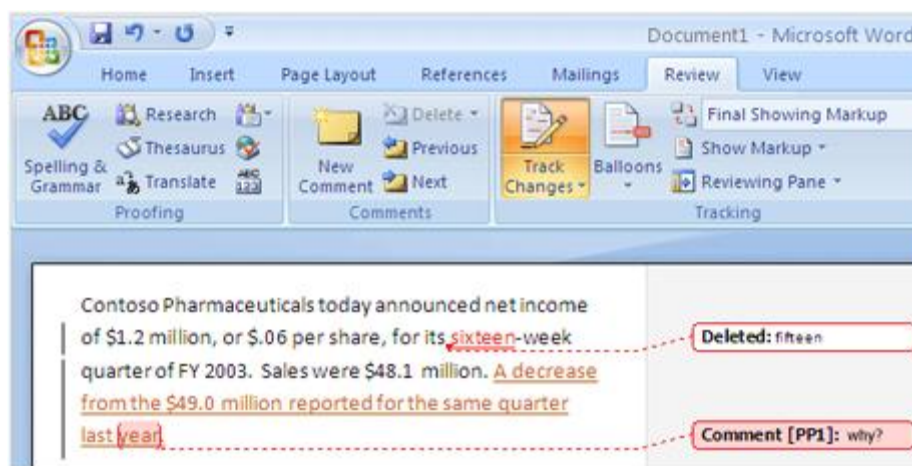 Document1 - Microsoft Word
Home Insert Page Layout References Mailings Review View
ABC Research Delete Final Showing Markup
Thesaurus Previous Show Markup
Spelling & Grammar Translate ABC 123 New Comment Next Track Changes Balloons Reviewing Pane
Proofing Comments Tracking
Contoso Pharmaceuticals today announced net income
of $1.2 million, or $.06 per share, for its sixteen-week
Deleted: fifteen
quarter of FY 2003. Sales were $48.1 million. A decrease
from the $49.0 million reported for the same quarter
last year
Comment [PP1]: why?